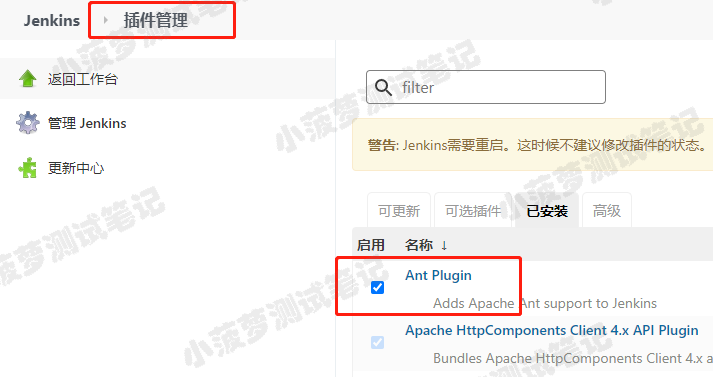 Jenkins 插件管理
返回工作台
管理 Jenkins
更新中心
filter
警告: Jenkins需要重启。这时候不建议修改插件的状态。
可更新 可选插件 已安装 高级
启用 名称 ↓
Ant Plugin
Adds Apache Ant support to Jenkins
Apache HttpComponents Client 4.x API Plugin
Bundles Apache HttpComponents Client 4.x a
小菠萝测试笔记
小菠萝测试笔记
小菠萝测试笔记
小菠萝测试笔记
小菠萝测试笔记